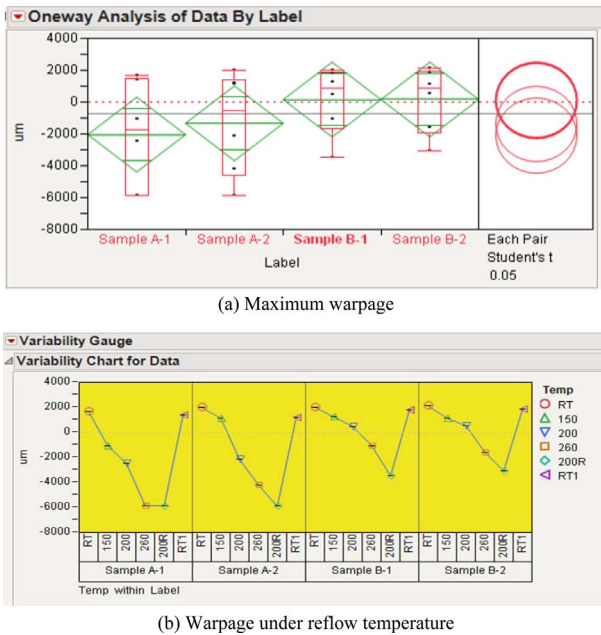 Oneway Analysis of Data By Label
4000
2000
0
-2000
-4000
-6000
-8000
um
Sample A-1 Sample A-2 Sample B-1 Sample B-2
Label
Each Pair
Student's t
0.05
(a) Maximum warpage
Variability Gauge
Variability Chart for Data
4000
2000
0
-2000
-4000
-6000
-8000
um
RT 150 200 260 200R RT1 RT 150 200 260 200R RT1 RT 150 200 260 200R RT1 RT 150 200 260 200R RT1
Sample A-1 Sample A-2 Sample B-1 Sample B-2
Temp within Label
Temp
RT
150
200
260
200R
RT1
(b) Warpage under reflow temperature